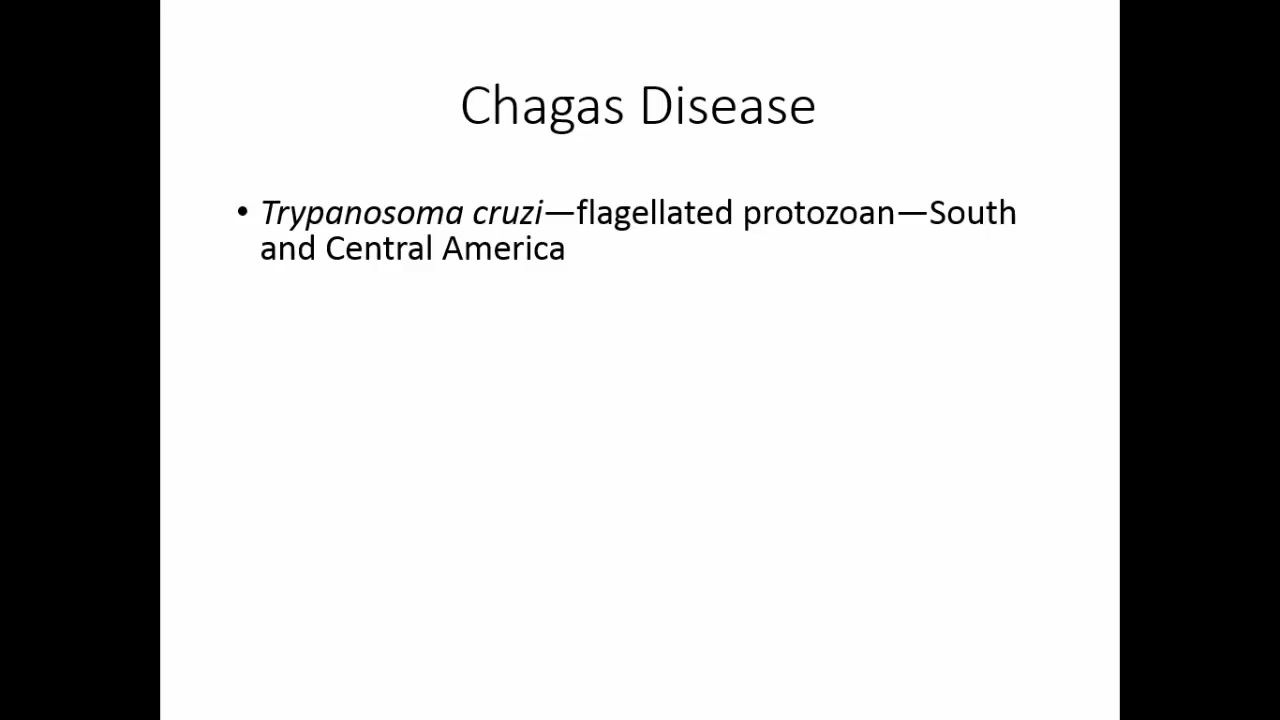 Chagas Disease
• Trypanosoma cruzi—flagellated protozoan—South
and Central America